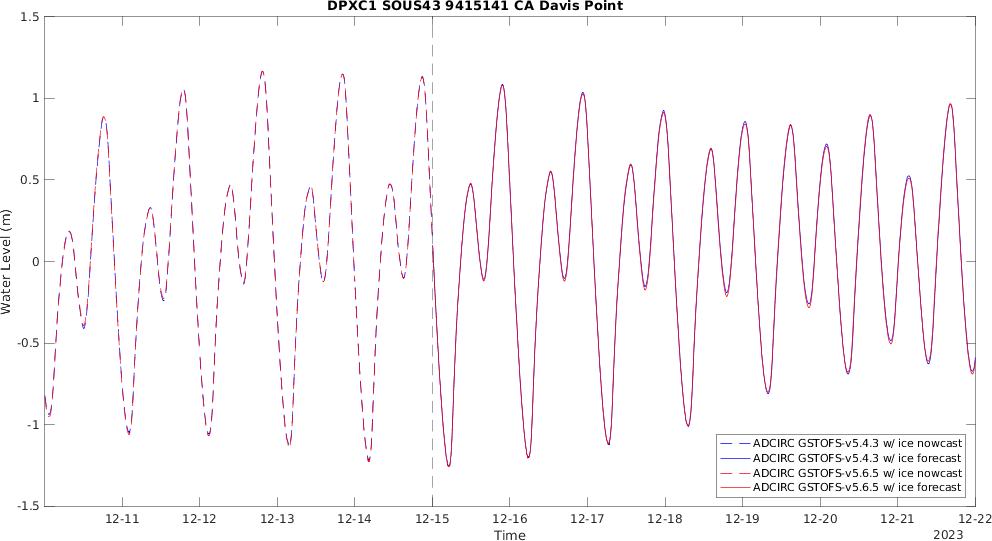 DPXC1 SOUS43 9415141 CA Davis Point
1.5
1
0.5
0
-0.5
-1
-1.5
Water Level (m)
12-11 12-12 12-13 12-14 12-15 12-16 12-17 12-18 12-19 12-20 12-21 12-22
Time
2023
ADCIRC GSTOFS-v5.4.3 w/ ice nowcast
ADCIRC GSTOFS-v5.4.3 w/ ice forecast
ADCIRC GSTOFS-v5.6.5 w/ ice nowcast
ADCIRC GSTOFS-v5.6.5 w/ ice forecast